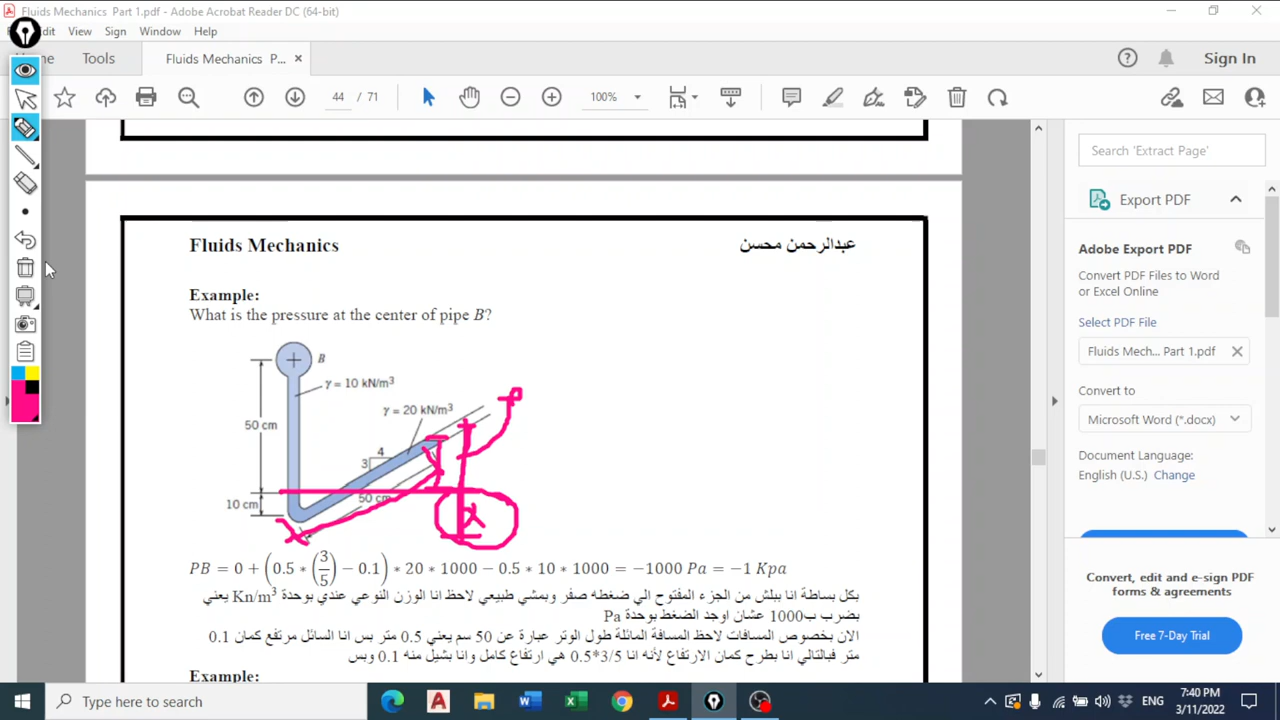 Fluids Mechanics Part 1.pdf - Adobe Acrobat Reader DC (64-bit)
View Sign Window Help
Tools
Fluids Mechanics P... ×
Sign In
44 / 71
100%
Search 'Extract Page'
Export PDF
Adobe Export PDF
Convert PDF Files to Word
or Excel Online
Select PDF File
Fluids Mech... Part 1.pdf
Convert to
Microsoft Word (*.docx)
Document Language:
English (U.S.) Change
Convert, edit and e-sign PDF
forms & agreements
Free 7-Day Trial
Fluids Mechanics
عبدالرحمن محسن
Example:
What is the pressure at the center of pipe B?
B
γ = 10 kN/m³
γ = 20 kN/m³
50 cm
4
3
50 cm
10 cm
PB = 0 + (0.5 * (3/5) − 0.1) * 20 * 1000 − 0.5 * 10 * 1000 = −1000 Pa = −1 Kpa
بكل بساطة انا ببلش من الجزء المفتوح الي ضغطه صفر وبمشي طبيعي لاحظ انا الوزن النوعي عندي بوحدة Kn/m³ يعني
بضرب ب1000 عشان اوجد الضغط بوحدة Pa
الان بخصوص المسافات لاحظ المسافة المائلة طول الوتر عبارة عن 50 سم يعني 0.5 متر بس انا السائل مرتفع كمان 0.1
متر فبالتالي انا بطرح كمان الارتفاع لأنه انا 3/5*0.5 هي ارتفاع كامل وانا بشيل منه 0.1 وبس
Example:
Type here to search
ENG
7:40 PM
3/11/2022